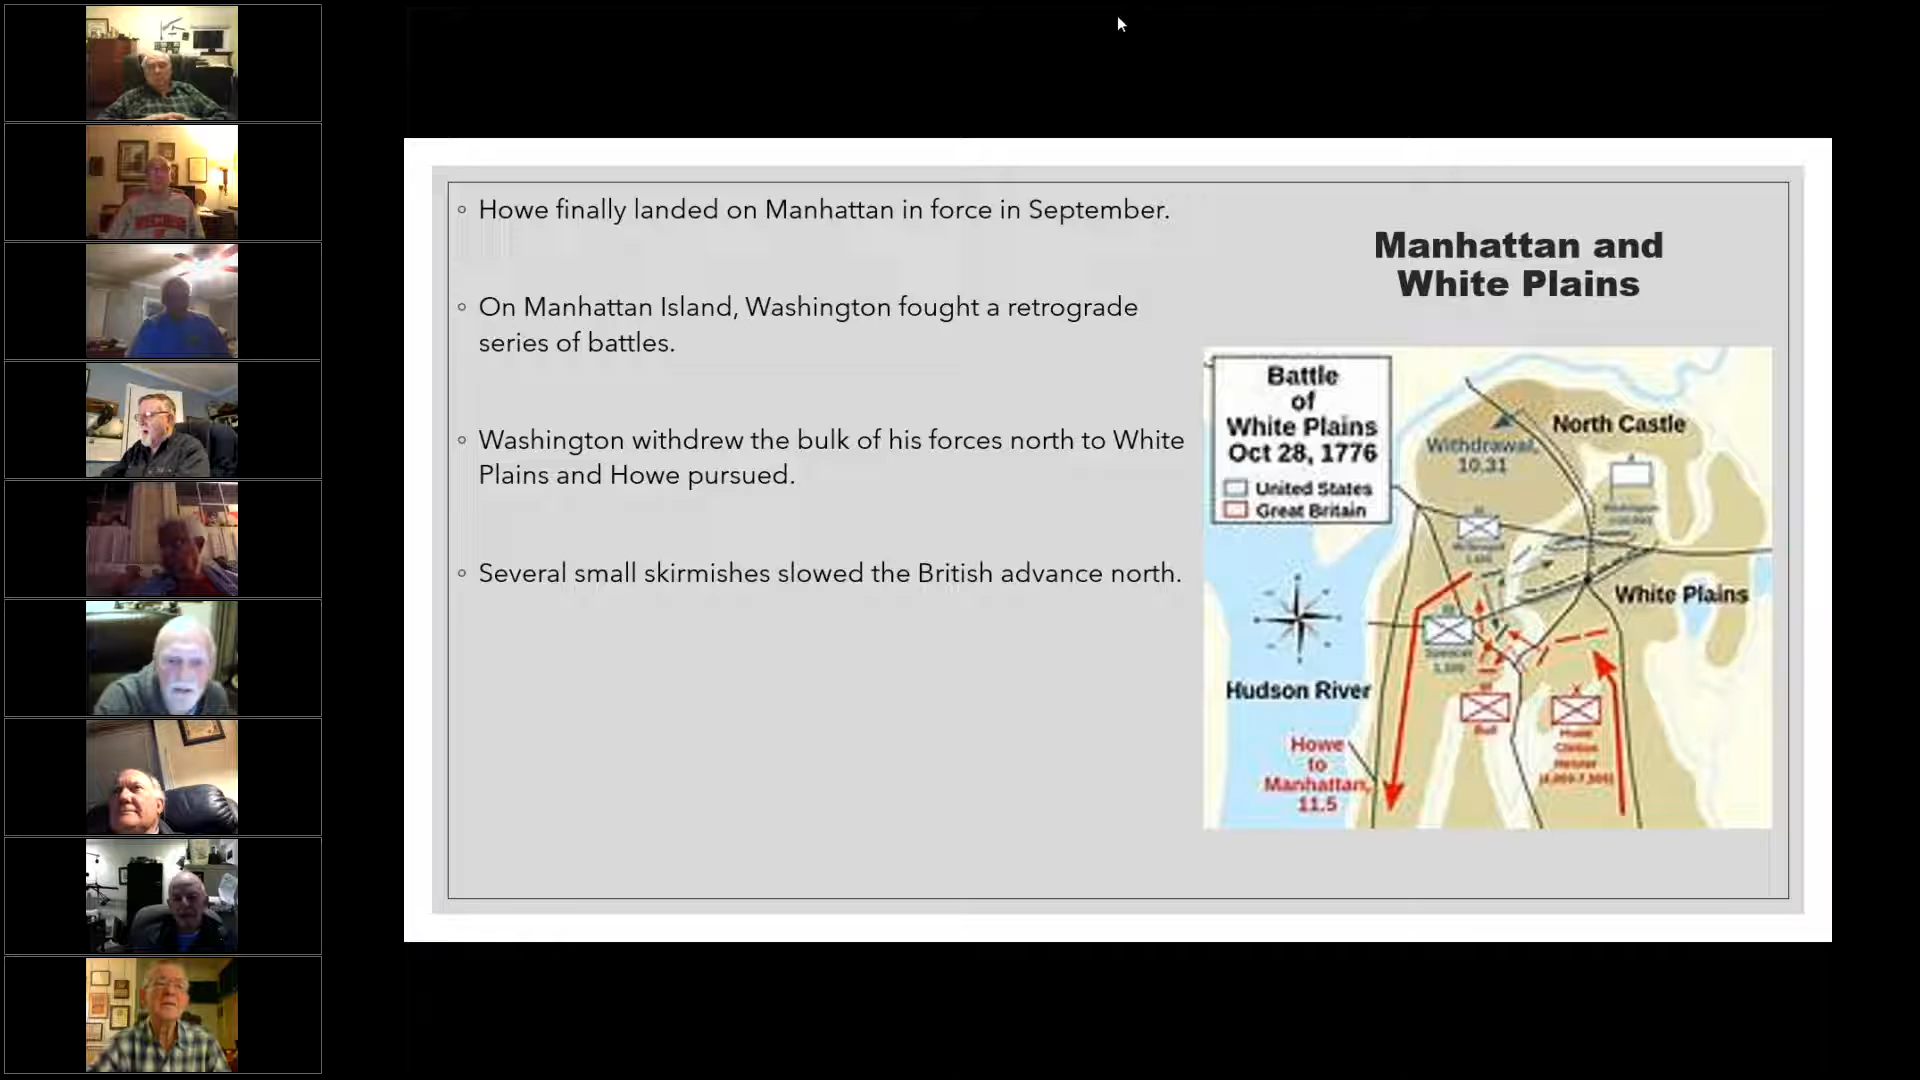 Howe finally landed on Manhattan in force in September.
On Manhattan Island, Washington fought a retrograde
series of battles.
Washington withdrew the bulk of his forces north to White
Plains and Howe pursued.
Several small skirmishes slowed the British advance north.
Manhattan and
White Plains
Battle
of
White Plains
Oct 28, 1776
United States
Great Britain
North Castle
Withdrawal,
10.31
White Plains
Hudson River
Howe
to
Manhattan,
11.5